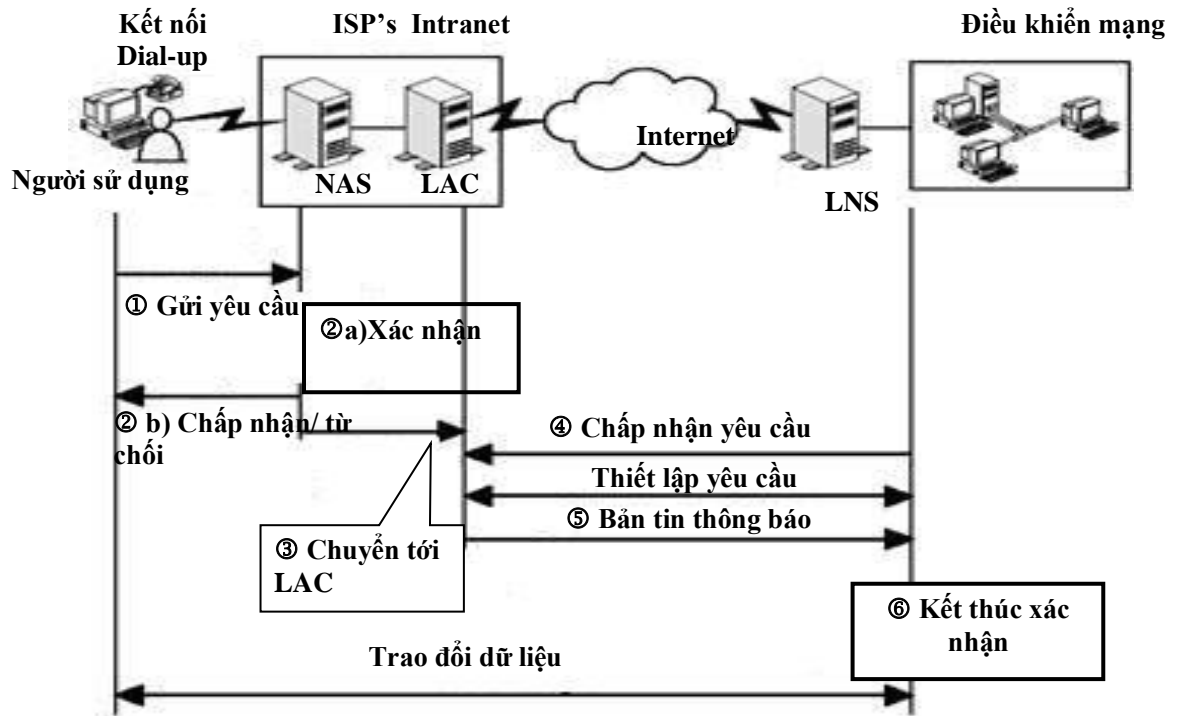 Kết nối
Dial-up
ISP's Intranet
Điều khiển mạng
Internet
Người sử dụng
NAS
LAC
LNS
① Gửi yêu cầu
②a)Xác nhận
② b) Chấp nhận/ từ
chối
④ Chấp nhận yêu cầu
Thiết lập yêu cầu
⑤ Bản tin thông báo
③ Chuyển tới
LAC
⑥ Kết thúc xác
nhận
Trao đổi dữ liệu